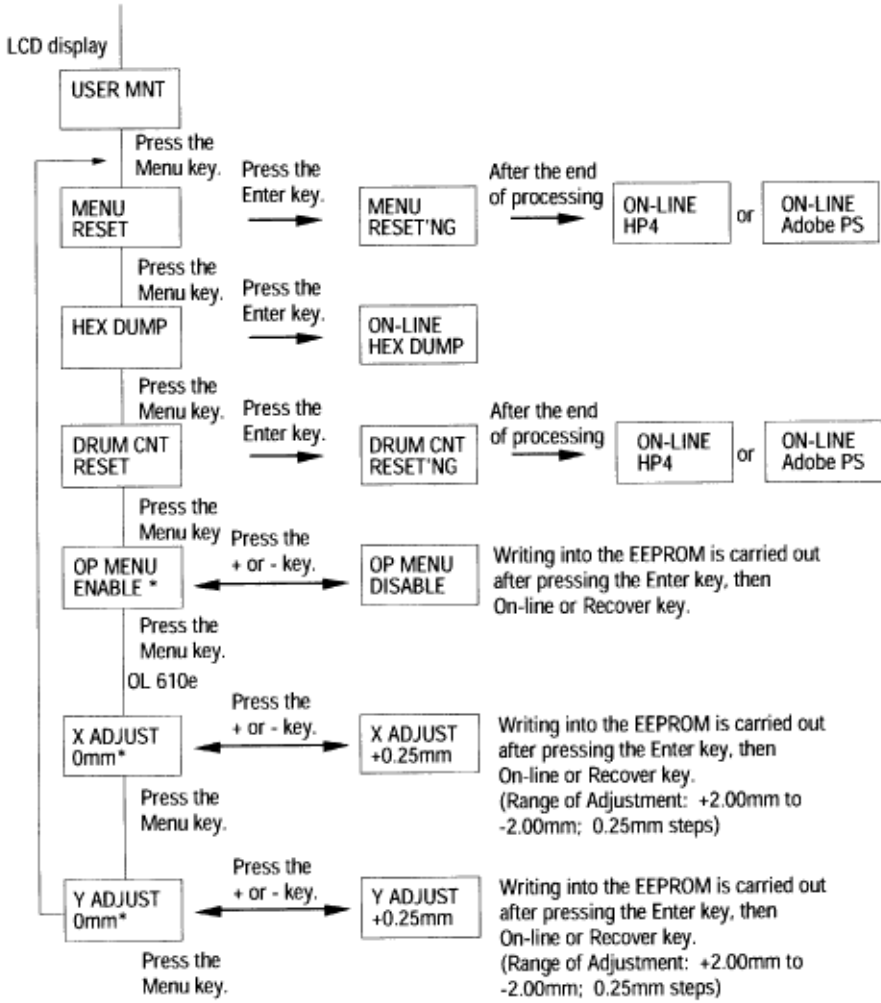 LCD display
USER MNT
Press the
Menu key.
Press the
Enter key.
After the end
of processing
MENU
RESET
MENU
RESET'NG
ON-LINE
HP4
or
ON-LINE
Adobe PS
Press the
Menu key.
Press the
Enter key.
HEX DUMP
ON-LINE
HEX DUMP
Press the
Menu key.
Press the
Enter key.
After the end
of processing
DRUM CNT
RESET
DRUM CNT
RESET'NG
ON-LINE
HP4
or
ON-LINE
Adobe PS
Press the
Menu key
Press the
+ or - key.
OP MENU
ENABLE *
OP MENU
DISABLE
Writing into the EEPROM is carried out
after pressing the Enter key, then
On-line or Recover key.
Press the
Menu key.
OL 610e
Press the
+ or - key.
X ADJUST
0mm*
X ADJUST
+0.25mm
Writing into the EEPROM is carried out
after pressing the Enter key, then
On-line or Recover key.
(Range of Adjustment: +2.00mm to
-2.00mm; 0.25mm steps)
Press the
Menu key.
Press the
+ or - key.
Y ADJUST
0mm*
Y ADJUST
+0.25mm
Writing into the EEPROM is carried out
after pressing the Enter key, then
On-line or Recover key.
(Range of Adjustment: +2.00mm to
-2.00mm; 0.25mm steps)
Press the
Menu key.